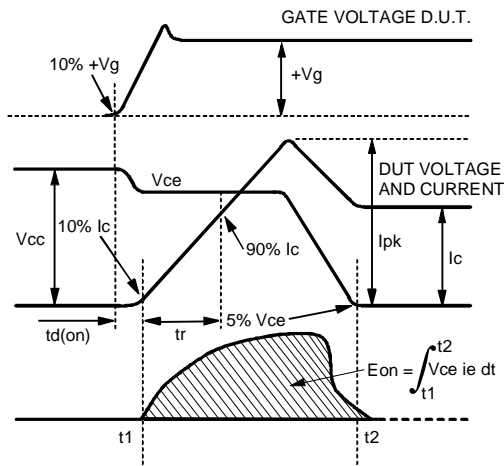 GATE VOLTAGE D.U.T.
10% +Vg
+Vg
Vce
DUT VOLTAGE
AND CURRENT
Vcc
10% Ic
90% Ic
Ipk
Ic
td(on)
tr
5% Vce
Eon = ∫ Vce ie dt
t2
t1
t1
t2